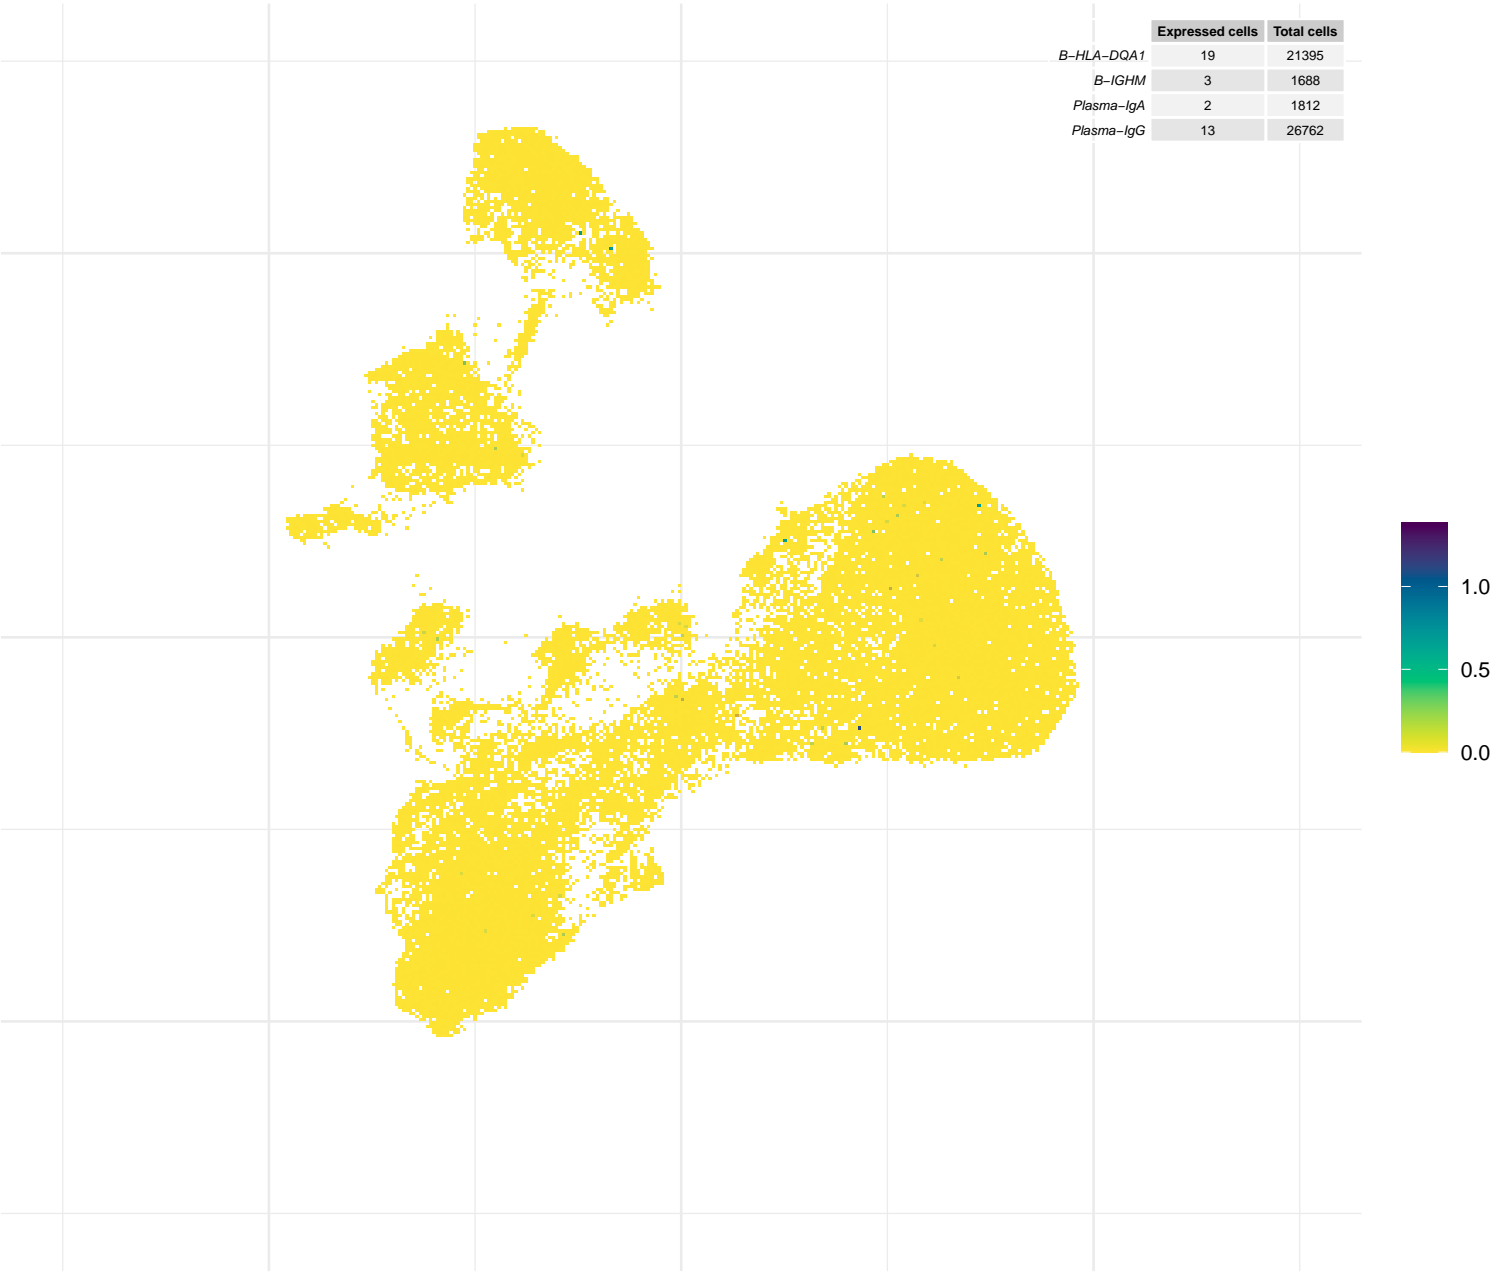 Expressed cells Total cells
B−HLA−DQA1 19 21395
B−IGHM 3 1688
Plasma−IgA 2 1812
Plasma−IgG 13 26762
1.0
0.5
0.0